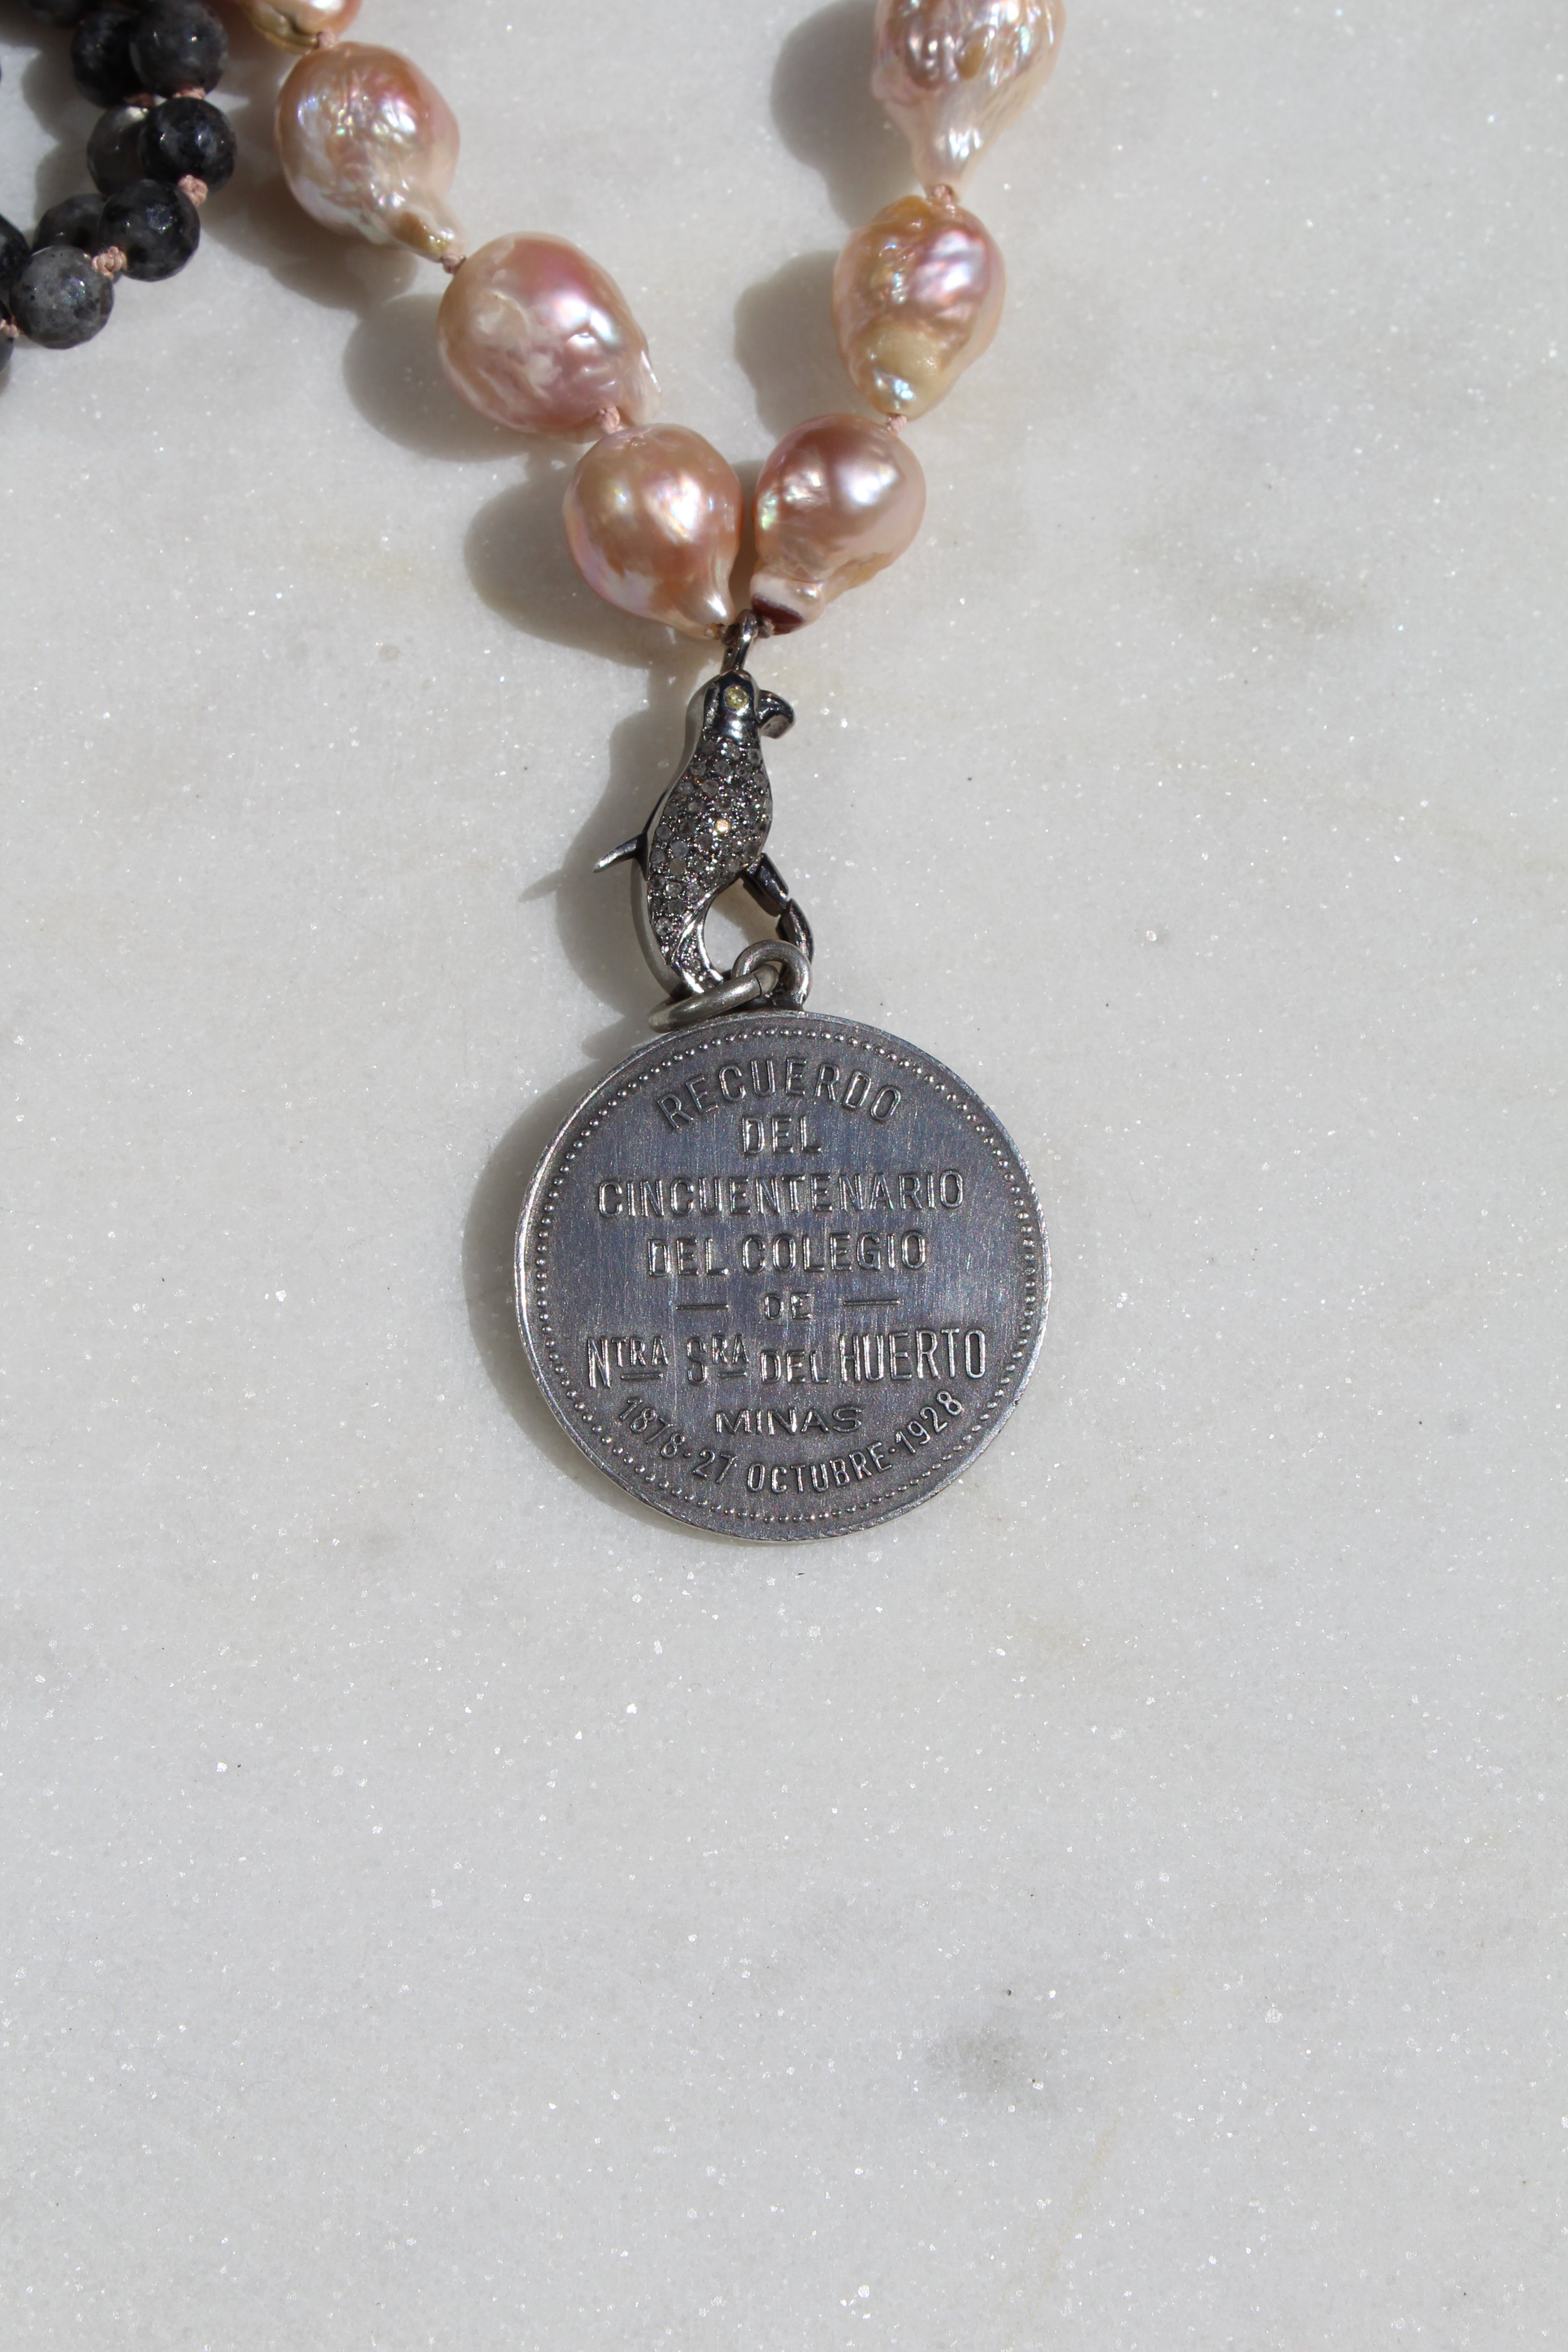 RECUERDO
DEL
CINCUENTENARIO
DEL COLEGIO
— DE —
NTRA SRA DEL HUERTO
MINAS
1878·27 OCTUBRE·1928